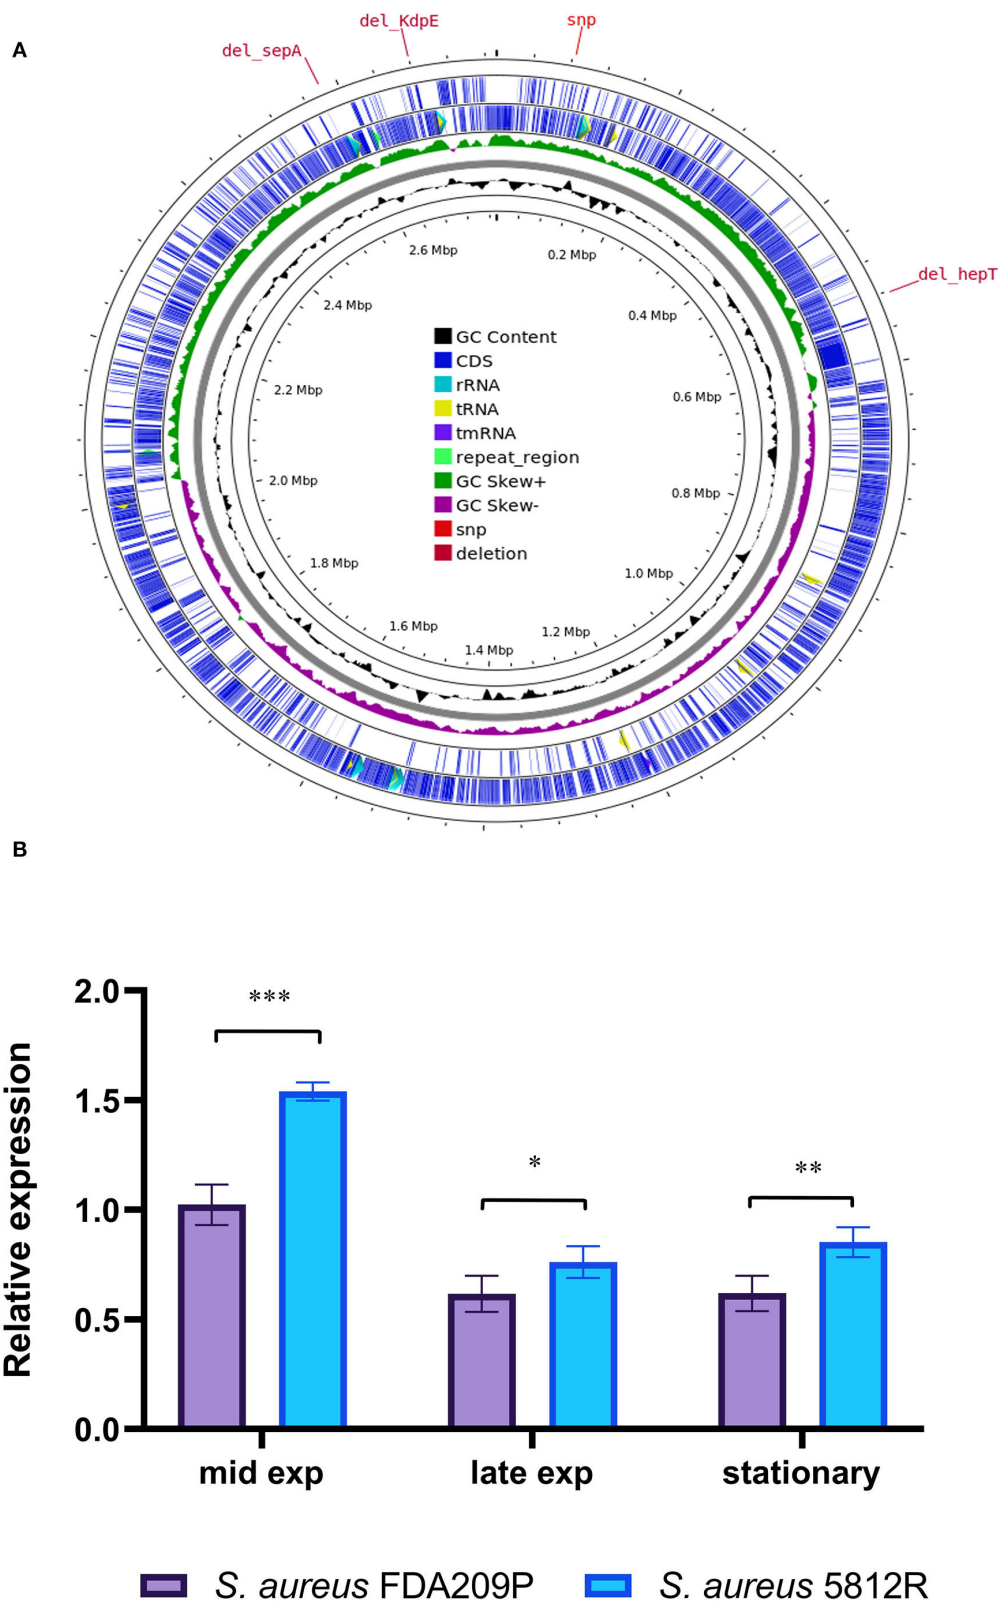 A
del_KdpE
snp
del_sepA
del_hepT
2.6 Mbp
0.2 Mbp
2.4 Mbp
0.4 Mbp
2.2 Mbp
0.6 Mbp
2.0 Mbp
0.8 Mbp
1.8 Mbp
1.0 Mbp
1.6 Mbp
1.2 Mbp
1.4 Mbp
GC Content
CDS
rRNA
tRNA
tmRNA
repeat_region
GC Skew+
GC Skew-
snp
deletion
B
Relative expression
2.0
1.5
1.0
0.5
0.0
***
*
**
mid exp
late exp
stationary
S. aureus FDA209P
S. aureus 5812R